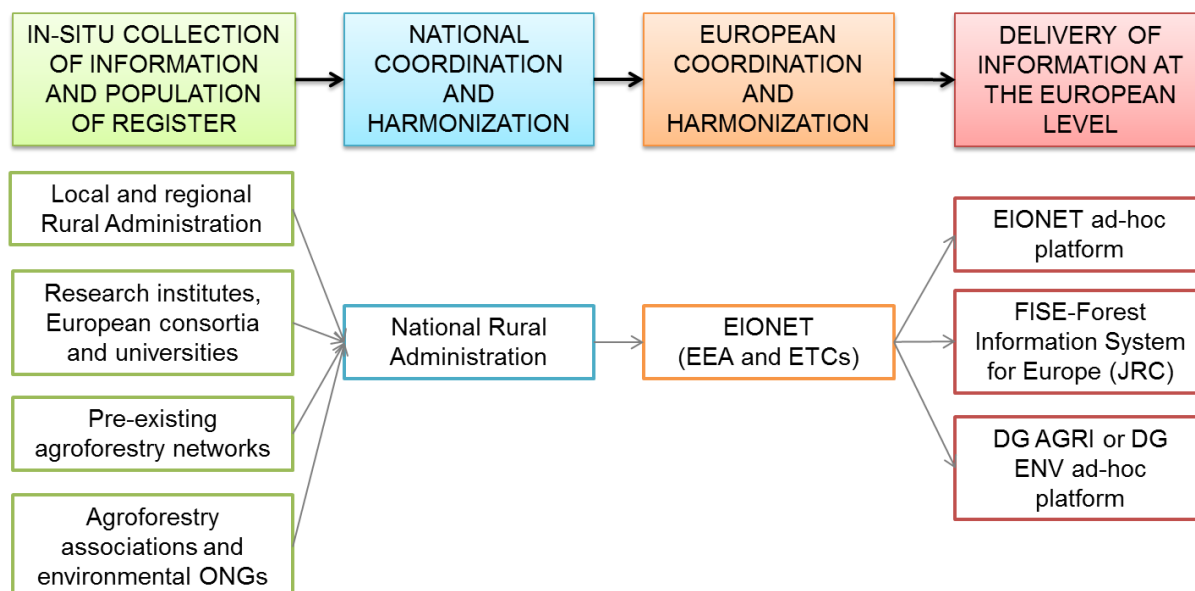 IN-SITU COLLECTION
OF INFORMATION
AND POPULATION
OF REGISTER
NATIONAL
COORDINATION
AND
HARMONIZATION
EUROPEAN
COORDINATION
AND
HARMONIZATION
DELIVERY OF
INFORMATION AT
THE EUROPEAN
LEVEL
Local and regional
Rural Administration
Research institutes,
European consortia
and universities
Pre-existing
agroforestry networks
Agroforestry
associations and
environmental ONGs
National Rural
Administration
EIONET
(EEA and ETCs)
EIONET ad-hoc
platform
FISE-Forest
Information System
for Europe (JRC)
DG AGRI or DG
ENV ad-hoc
platform